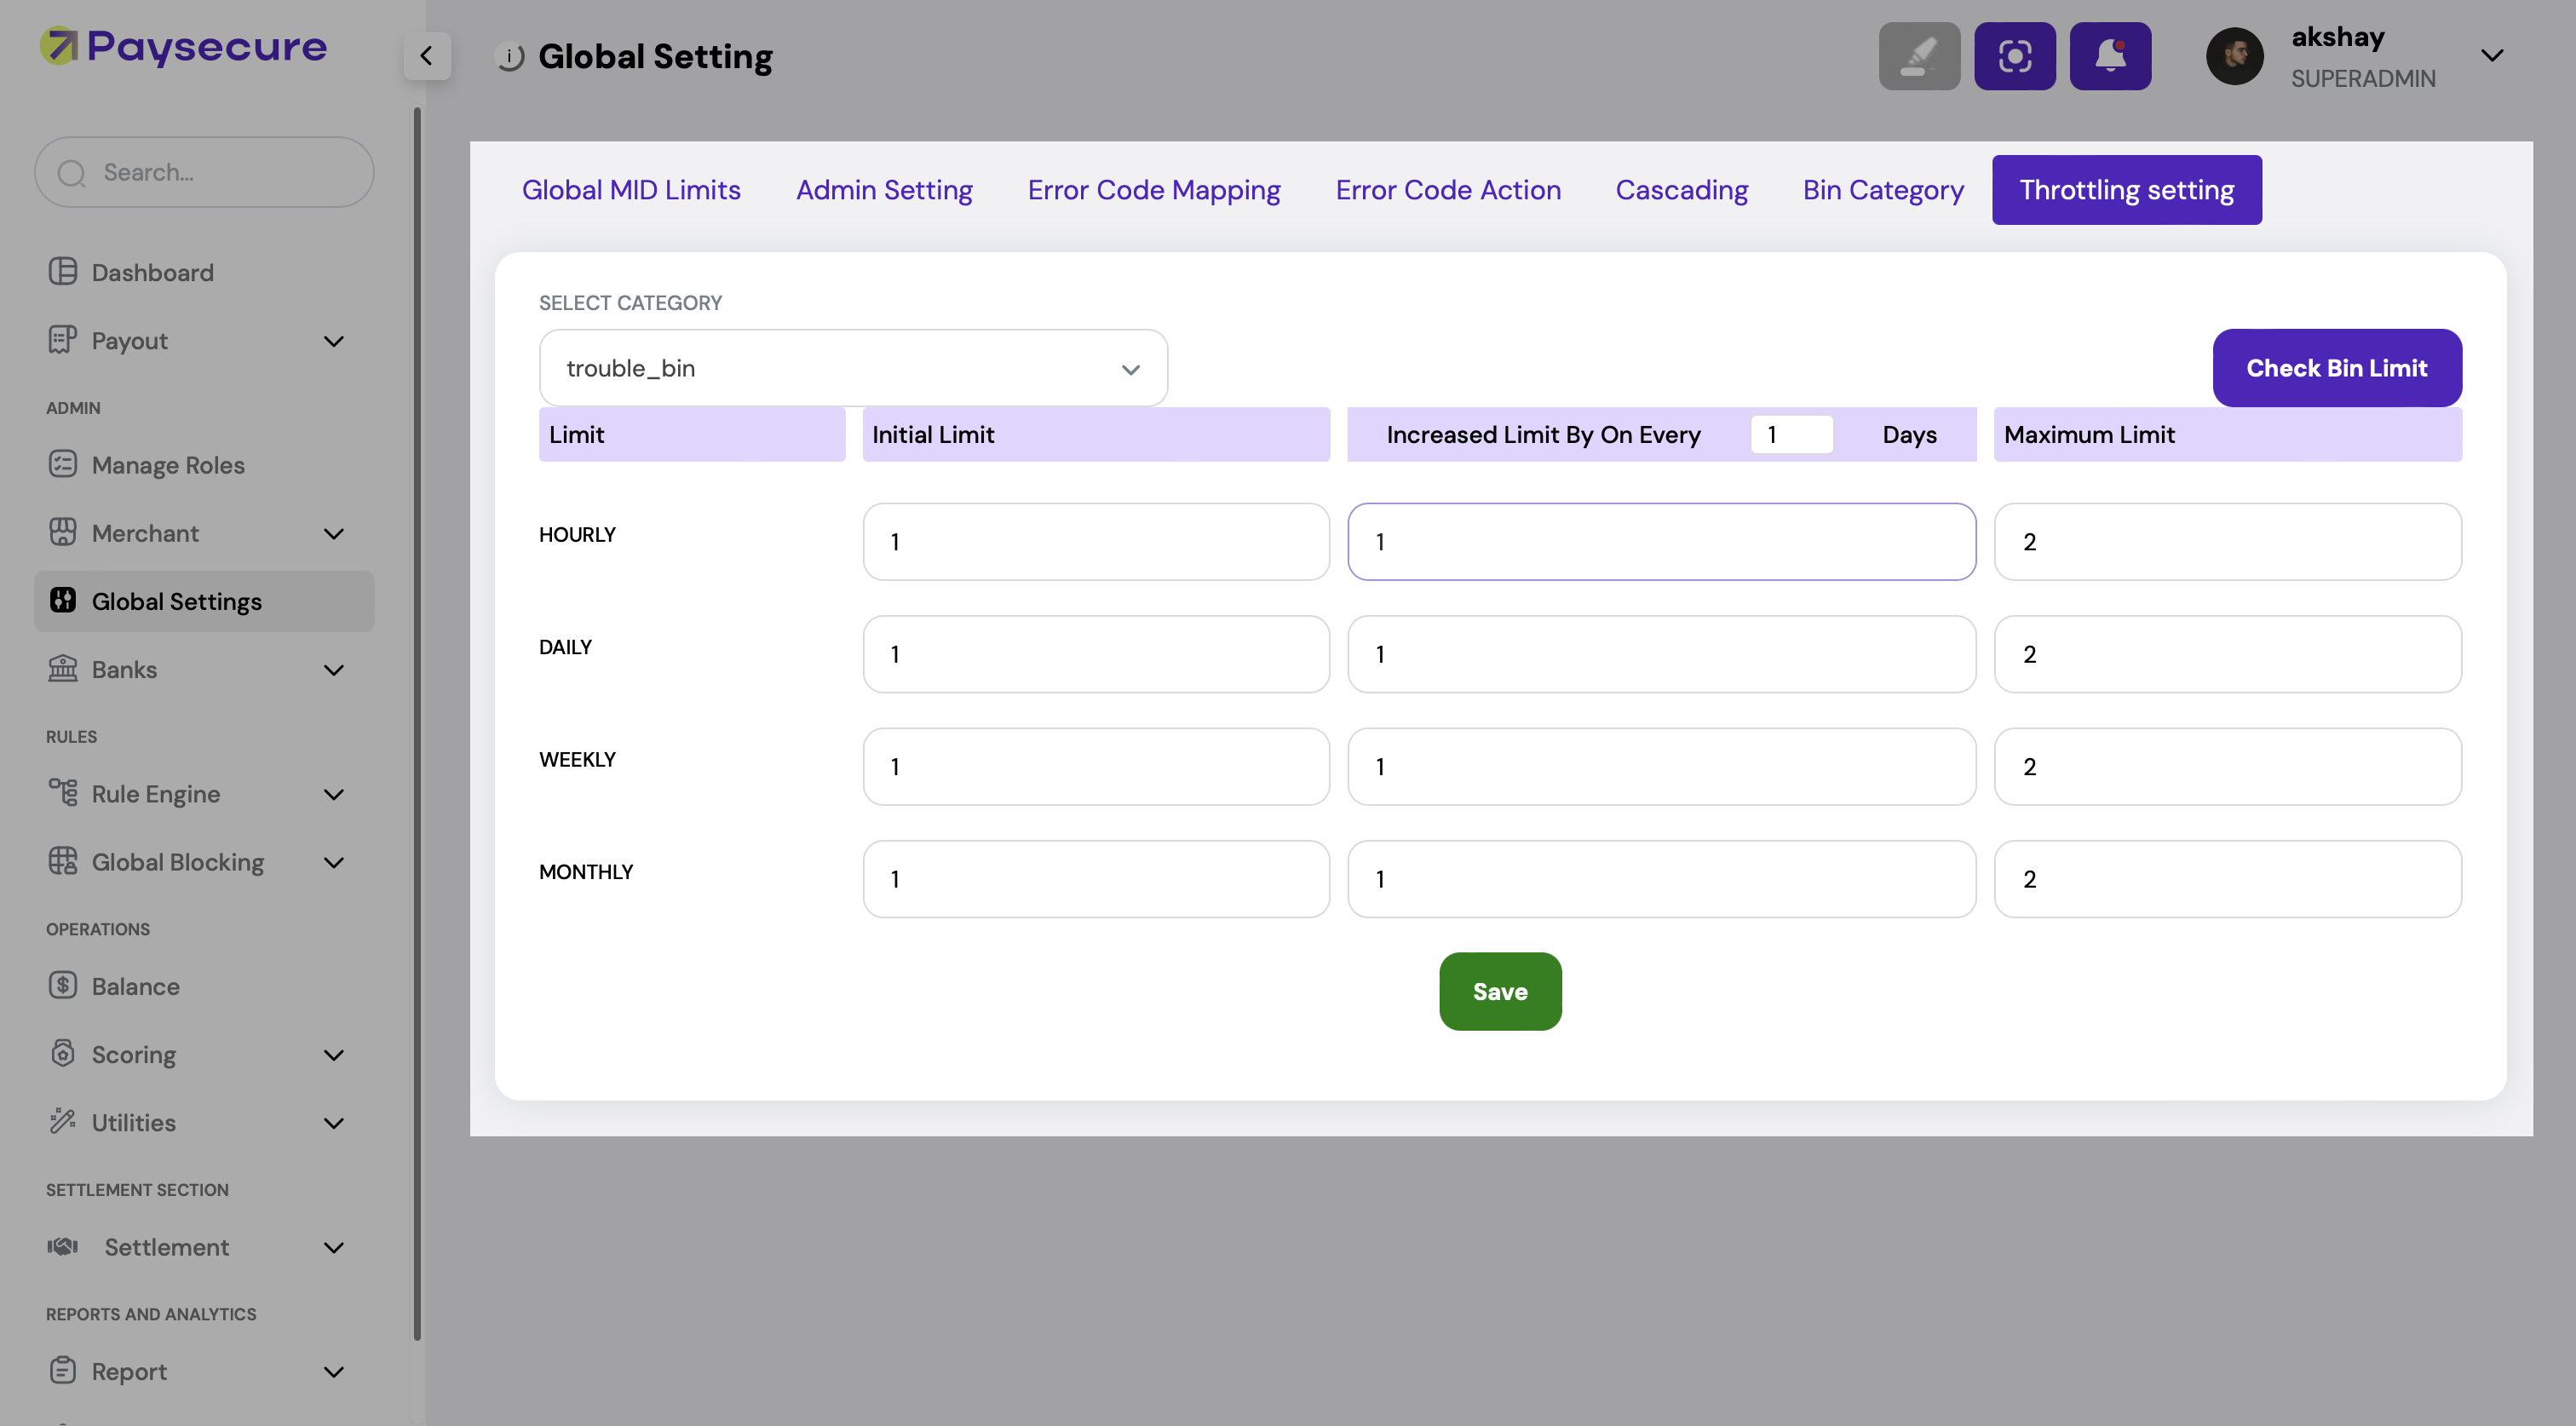 Paysecure
Global Setting
akshay
SUPERADMIN
Search...
Dashboard
Payout
ADMIN
Manage Roles
Merchant
Global Settings
Banks
RULES
Rule Engine
Global Blocking
OPERATIONS
Balance
Scoring
Utilities
SETTLEMENT SECTION
Settlement
REPORTS AND ANALYTICS
Report
Global MID Limits Admin Setting Error Code Mapping Error Code Action Cascading Bin Category Throttling setting
SELECT CATEGORY
trouble_bin
Check Bin Limit
Limit Initial Limit Increased Limit By On Every 1 Days Maximum Limit
HOURLY 1 1 2
DAILY 1 1 2
WEEKLY 1 1 2
MONTHLY 1 1 2
Save